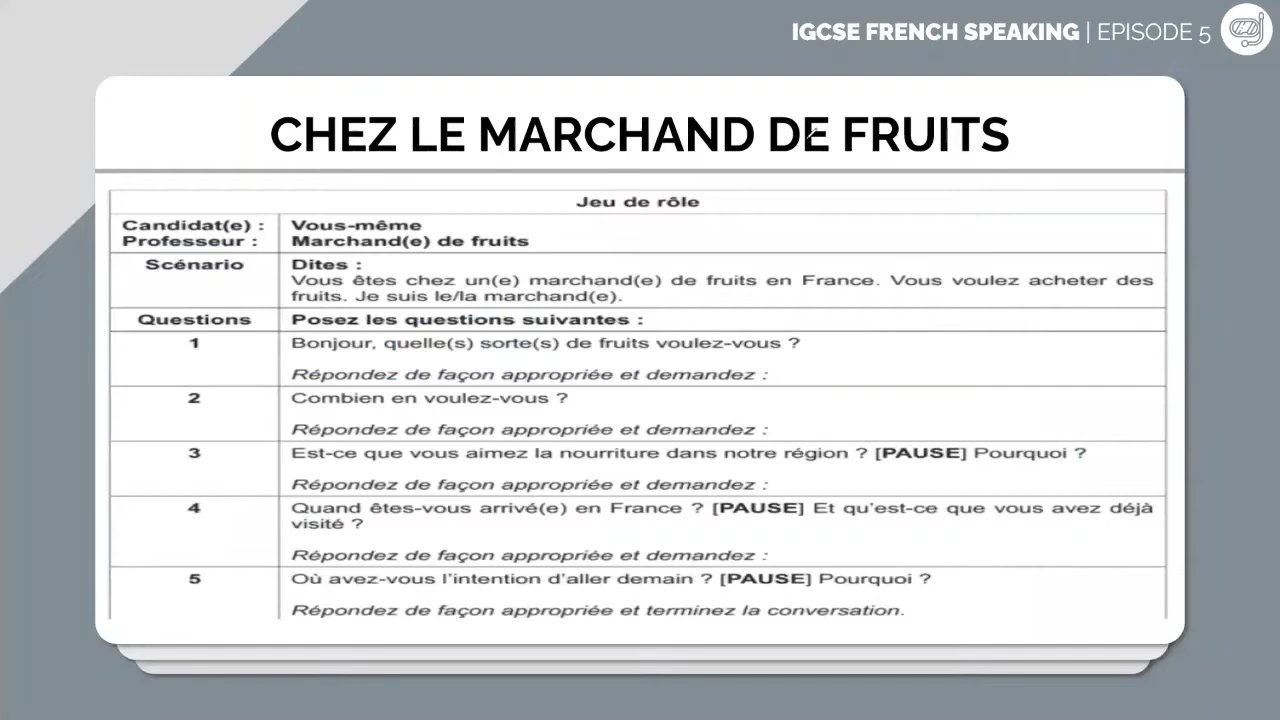 IGCSE FRENCH SPEAKING | EPISODE 5
CHEZ LE MARCHAND DE FRUITS
Jeu de rôle
Candidat(e) : Vous-même
Professeur : Marchand(e) de fruits
Scénario Dites :
Vous êtes chez un(e) marchand(e) de fruits en France. Vous voulez acheter des
fruits. Je suis le/la marchand(e).
Questions Posez les questions suivantes :
1 Bonjour, quelle(s) sorte(s) de fruits voulez-vous ?
Répondez de façon appropriée et demandez :
2 Combien en voulez-vous ?
Répondez de façon appropriée et demandez :
3 Est-ce que vous aimez la nourriture dans notre région ? [PAUSE] Pourquoi ?
Répondez de façon appropriée et demandez :
4 Quand êtes-vous arrivé(e) en France ? [PAUSE] Et qu'est-ce que vous avez déjà
visité ?
Répondez de façon appropriée et demandez :
5 Où avez-vous l'intention d'aller demain ? [PAUSE] Pourquoi ?
Répondez de façon appropriée et terminez la conversation.